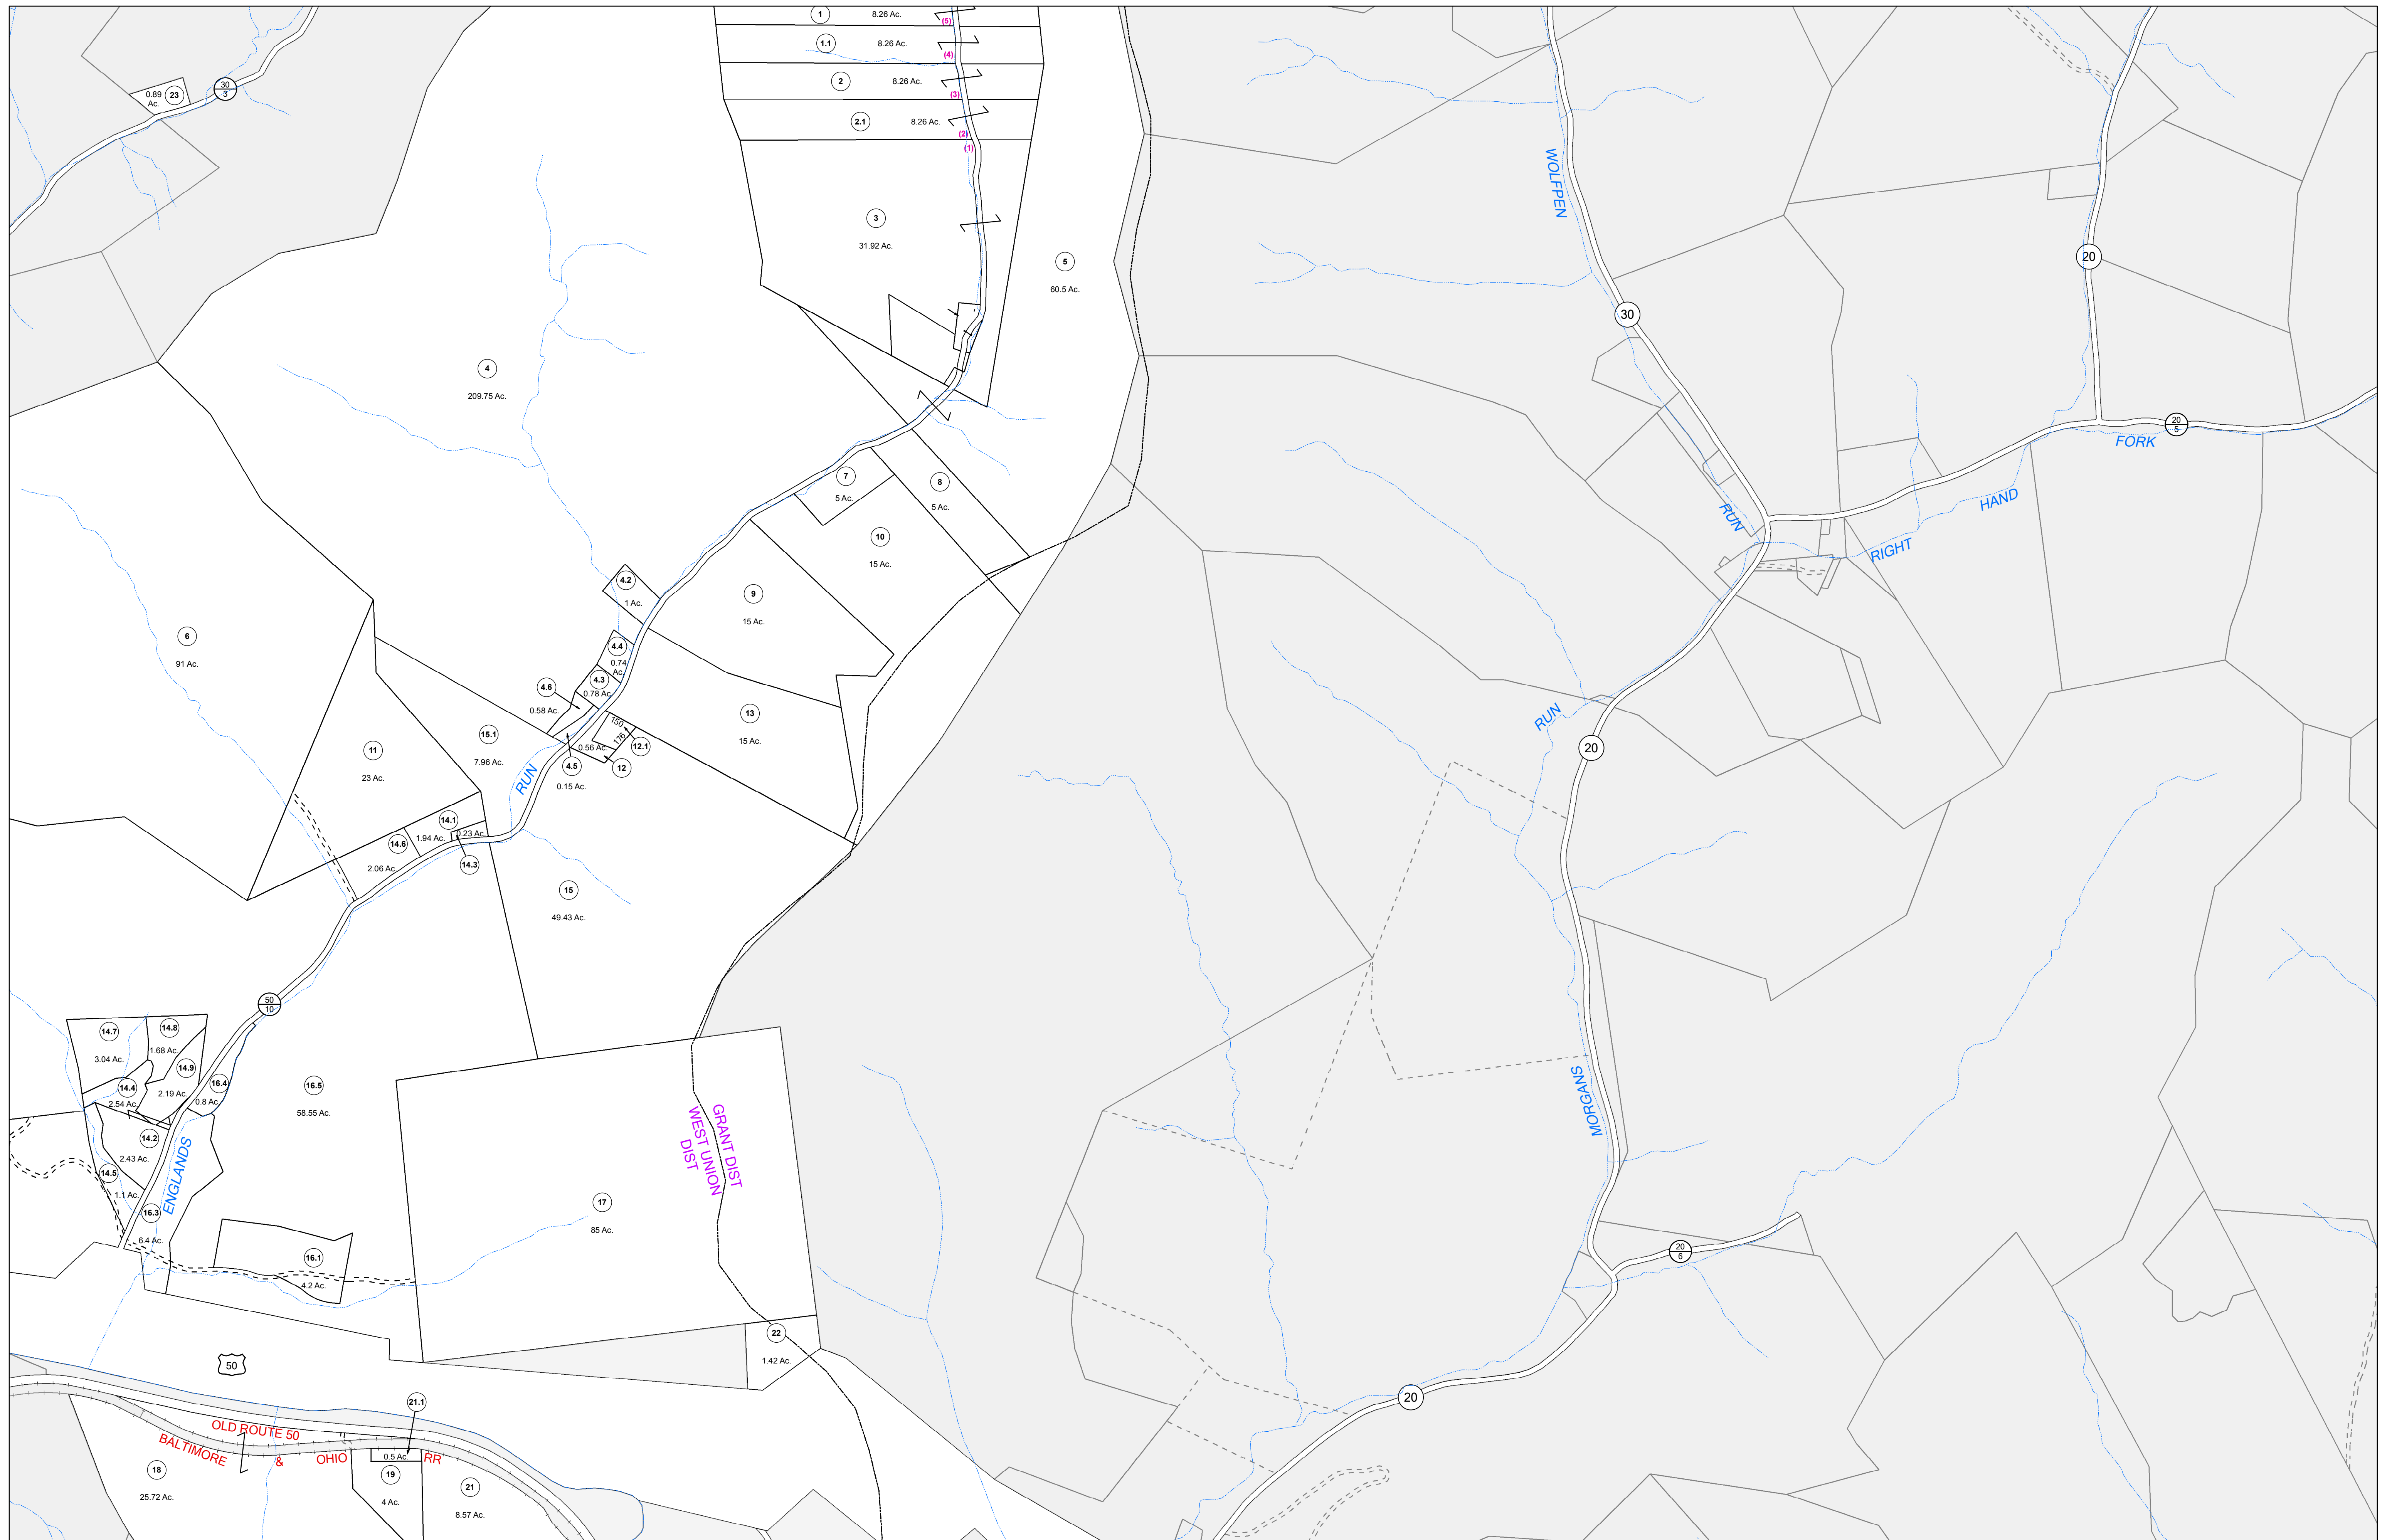 1
8.26 Ac.
(5)
1.1
8.26 Ac.
(4)
2
8.26 Ac.
(3)
2.1
8.26 Ac.
(2)
(1)
0.89
Ac.
23
30
3
3
31.92 Ac.
5
60.5 Ac.
WOLFPEN
RUN
30
20
20
5
FORK
HAND
RIGHT
4
209.75 Ac.
7
5 Ac.
8
5 Ac.
10
15 Ac.
4.2
1 Ac.
9
15 Ac.
6
91 Ac.
4.4
0.74
Ac.
4.3
0.78 Ac.
4.6
0.58 Ac.
13
15 Ac.
150
176
12.1
0.56 Ac.
12
4.5
0.15 Ac.
15.1
7.96 Ac.
11
23 Ac.
RUN
RUN
20
14.1
1.94 Ac.
0.23 Ac.
14.6
2.06 Ac.
14.3
15
49.43 Ac.
50
10
14.7
3.04 Ac.
14.8
1.68 Ac.
14.9
2.19 Ac.
14.4
2.54 Ac.
16.4
0.8 Ac.
16.5
58.55 Ac.
14.2
2.43 Ac.
14.5
1.1 Ac.
ENGLANDS
16.3
6.4 Ac.
16.1
4.2 Ac.
GRANT DIST
WEST UNION
DIST
MORGANS
17
85 Ac.
20
6
22
1.42 Ac.
50
20
21.1
OLD ROUTE 50
BALTIMORE & OHIO RR
0.5 Ac.
18
25.72 Ac.
19
4 Ac.
21
8.57 Ac.